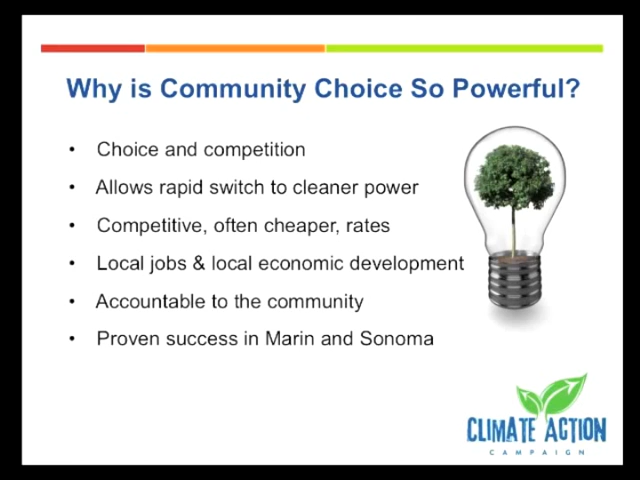 Why is Community Choice So Powerful?
• Choice and competition
• Allows rapid switch to cleaner power
• Competitive, often cheaper, rates
• Local jobs & local economic development
• Accountable to the community
• Proven success in Marin and Sonoma
CLIMATE ACTION
CAMPAIGN